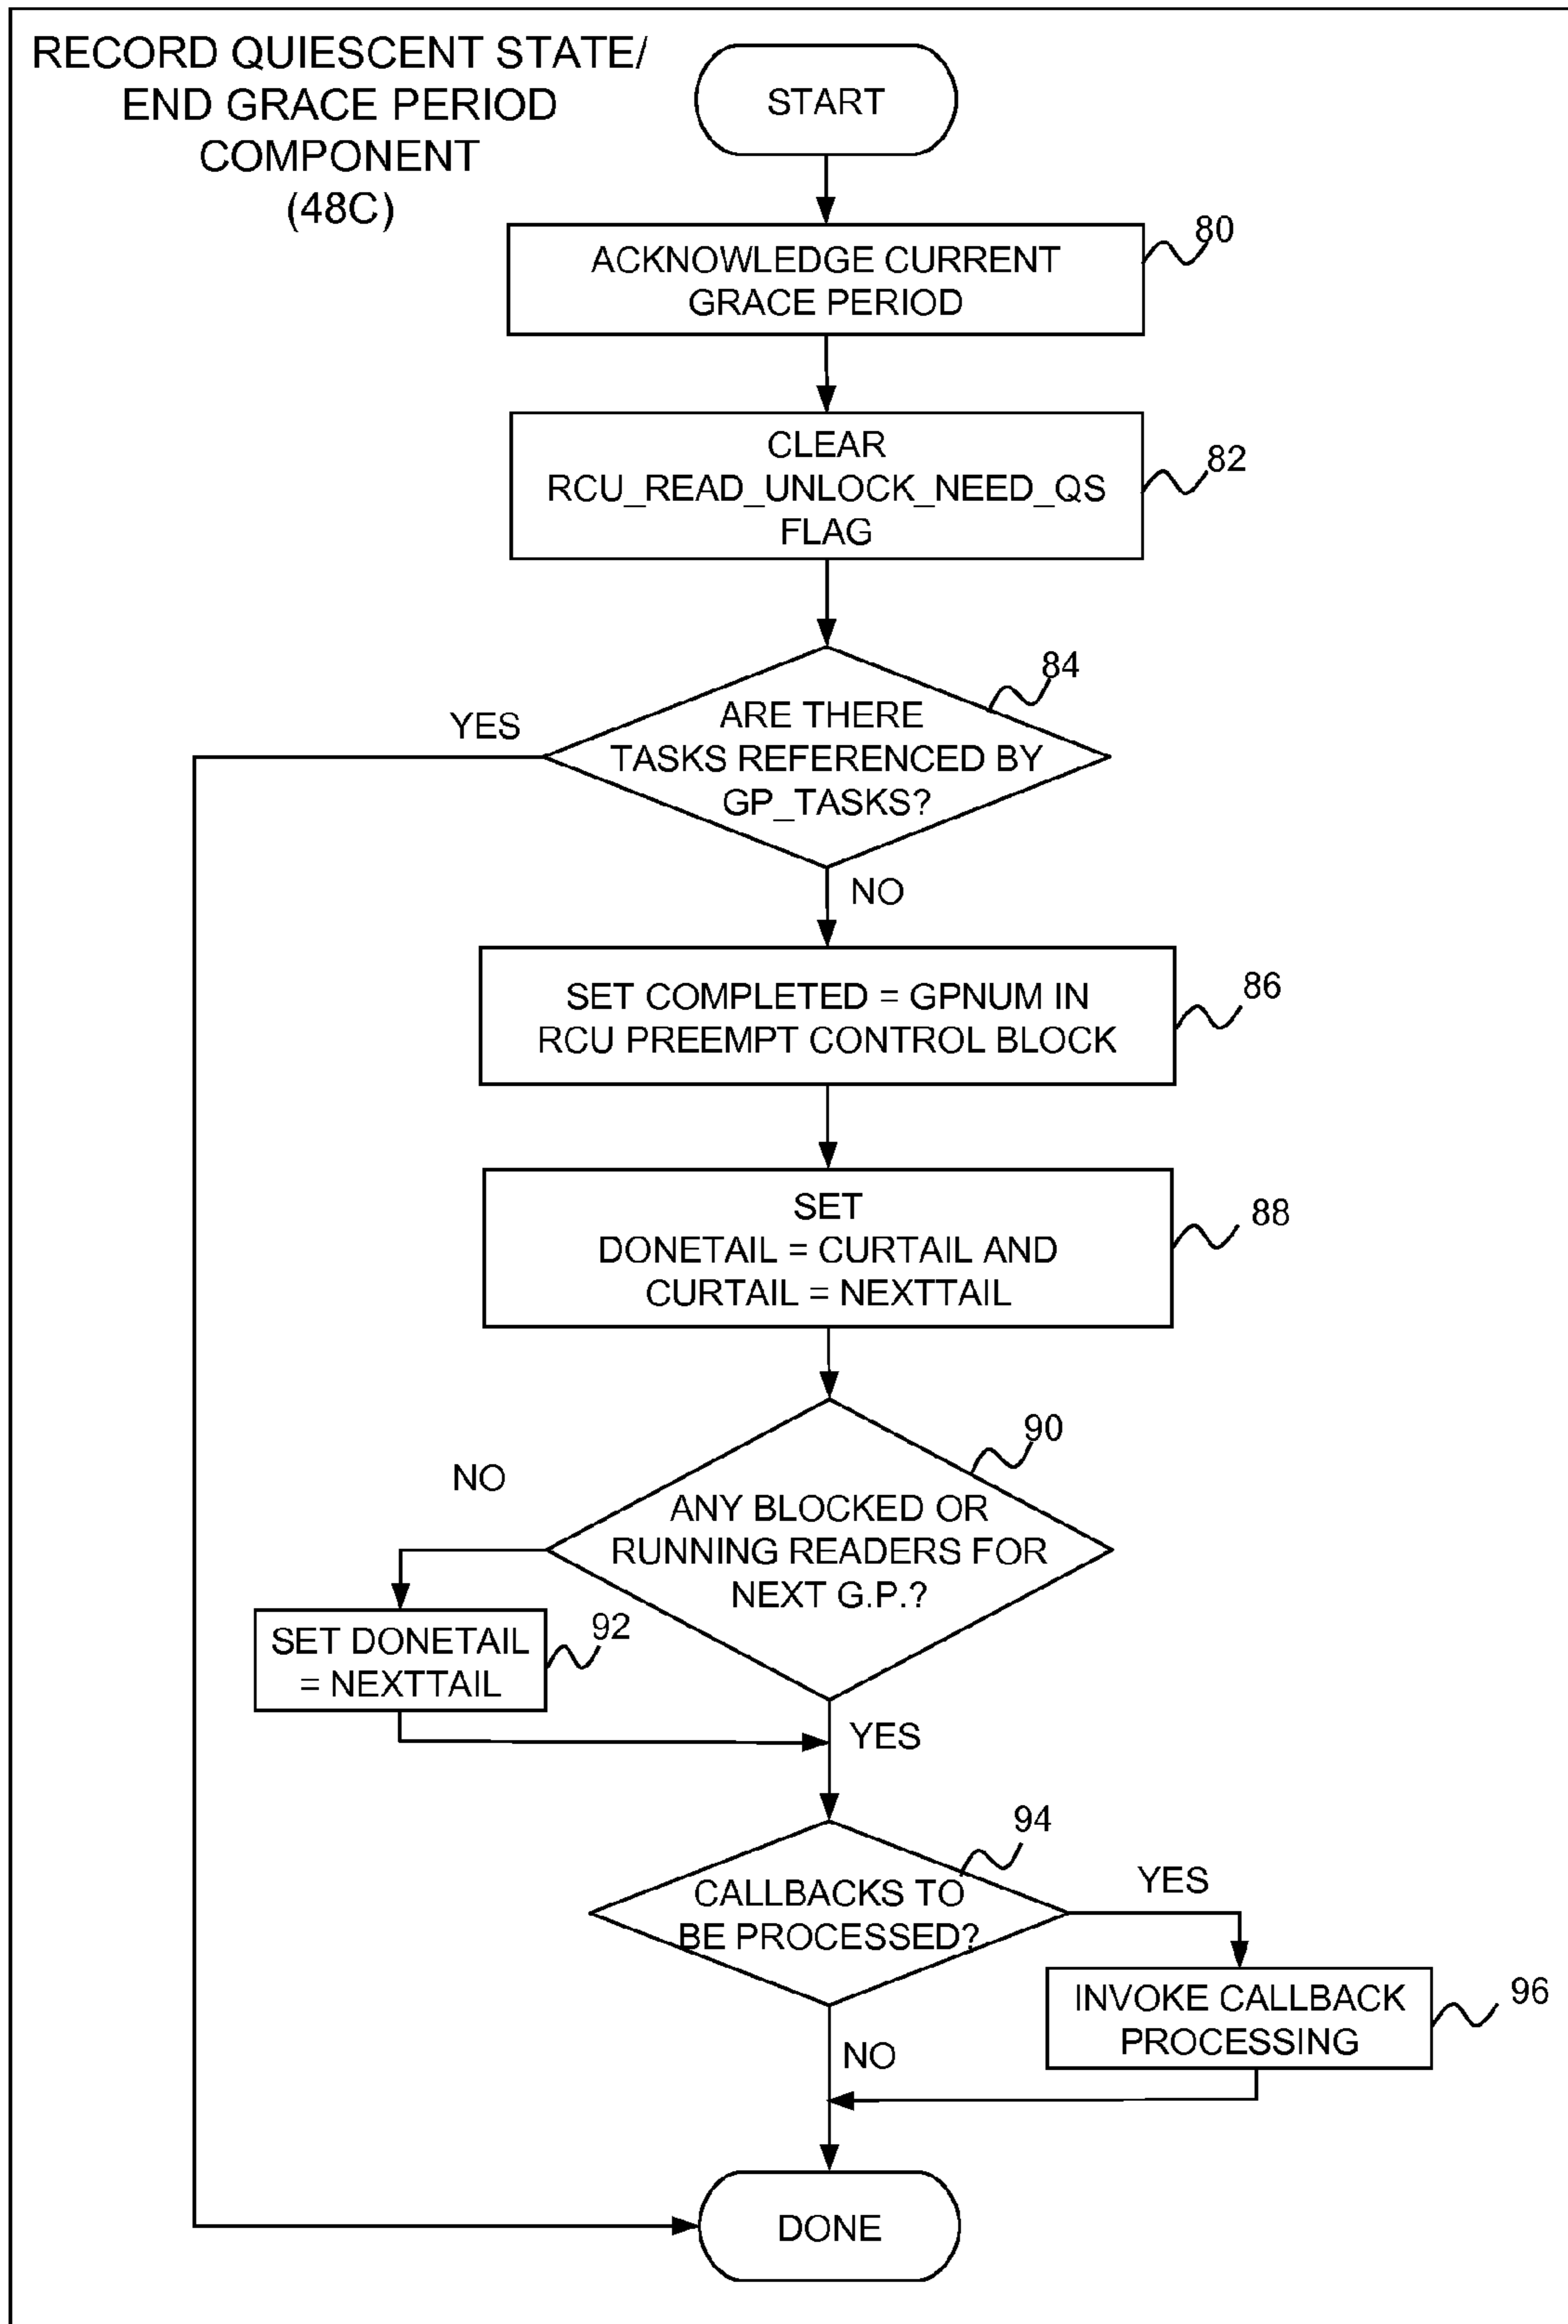 RECORD QUIESCENT STATE/
END GRACE PERIOD
COMPONENT
(48C)
START
ACKNOWLEDGE CURRENT
GRACE PERIOD
80
CLEAR
RCU_READ_UNLOCK_NEED_QS
FLAG
82
ARE THERE
TASKS REFERENCED BY
GP_TASKS?
84
YES
NO
SET COMPLETED = GPNUM IN
RCU PREEMPT CONTROL BLOCK
86
SET
DONETAIL = CURTAIL AND
CURTAIL = NEXTTAIL
88
ANY BLOCKED OR
RUNNING READERS FOR
NEXT G.P.?
90
NO
SET DONETAIL
= NEXTTAIL
92
YES
CALLBACKS TO
BE PROCESSED?
94
YES
INVOKE CALLBACK
PROCESSING
96
NO
DONE